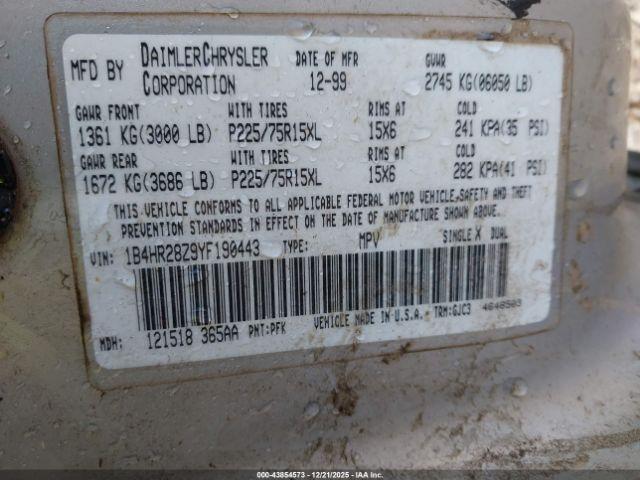 MFD BY DAIMLERCHRYSLER CORPORATION DATE OF MFR 12-99 GVWR 2745 KG(06050 LB)
GAWR FRONT WITH TIRES RIMS AT COLD
1361 KG(3000 LB) P225/75R15XL 15X6 241 KPA(35 PSI)
GAWR REAR WITH TIRES RIMS AT COLD
1672 KG(3686 LB) P225/75R15XL 15X6 282 KPA(41 PSI)
THIS VEHICLE CONFORMS TO ALL APPLICABLE FEDERAL MOTOR VEHICLE,SAFETY AND THEFT
PREVENTION STANDARDS IN EFFECT ON THE DATE OF MANUFACTURE SHOWN ABOVE.
VIN: 1B4HR28Z9YF190443 TYPE: MPV SINGLE X DUAL
MDH: 121518 365AA PNT:PFK VEHICLE MADE IN U.S.A. TRM:GJC3 4648503
000-43854573 - 12/21/2025 - IAA Inc.